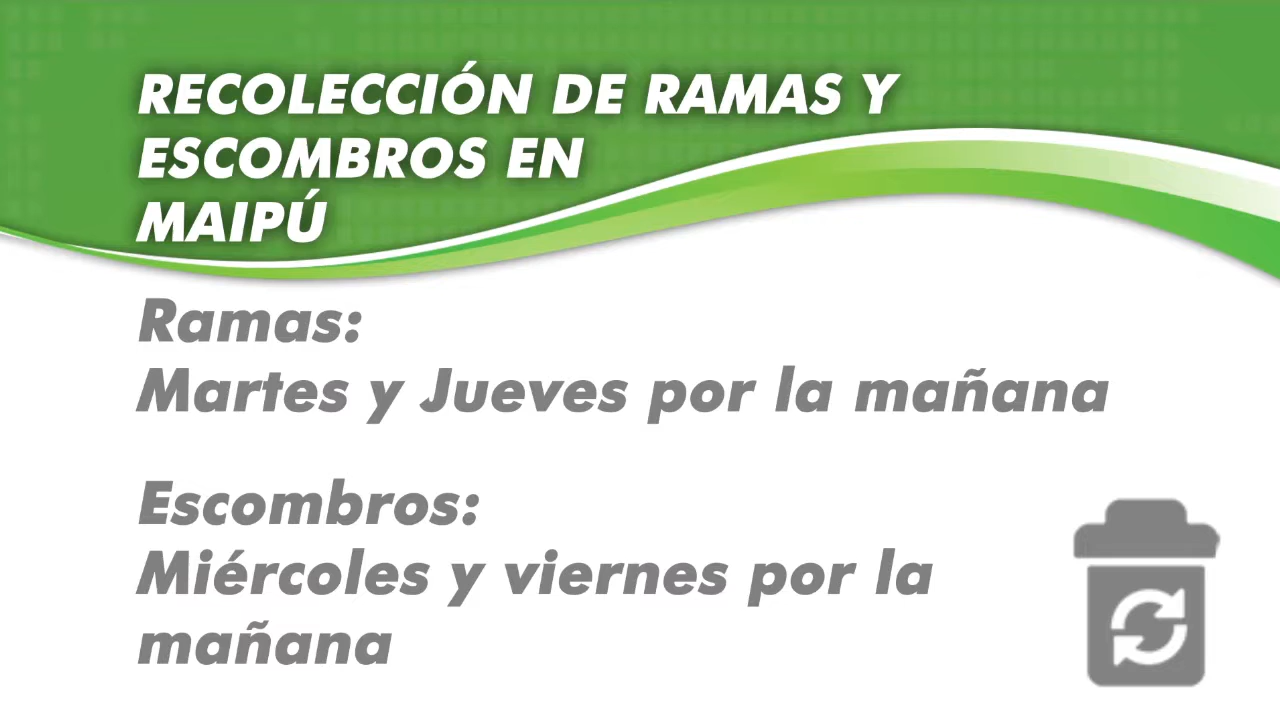 RECOLECCIÓN DE RAMAS Y
ESCOMBROS EN
MAIPÚ
Ramas:
Martes y Jueves por la mañana
Escombros:
Miércoles y viernes por la
mañana